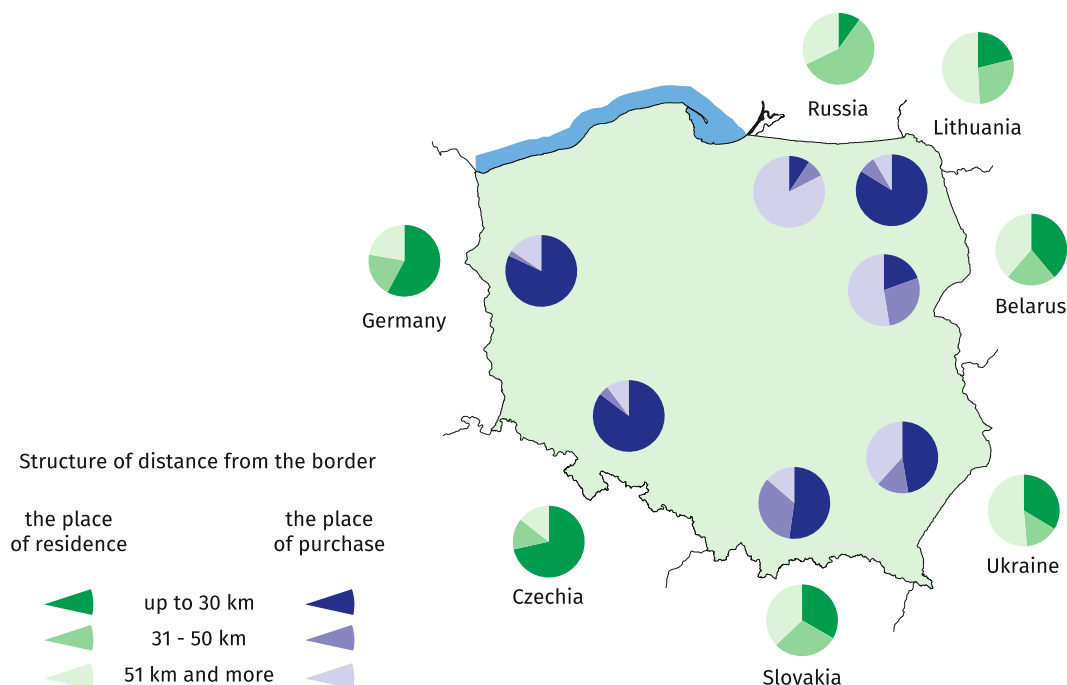 Russia
Lithuania
Belarus
Germany
Structure of distance from the border
the place
of residence
the place
of purchase
Ukraine
Czechia
up to 30 km
31 - 50 km
51 km and more
Slovakia